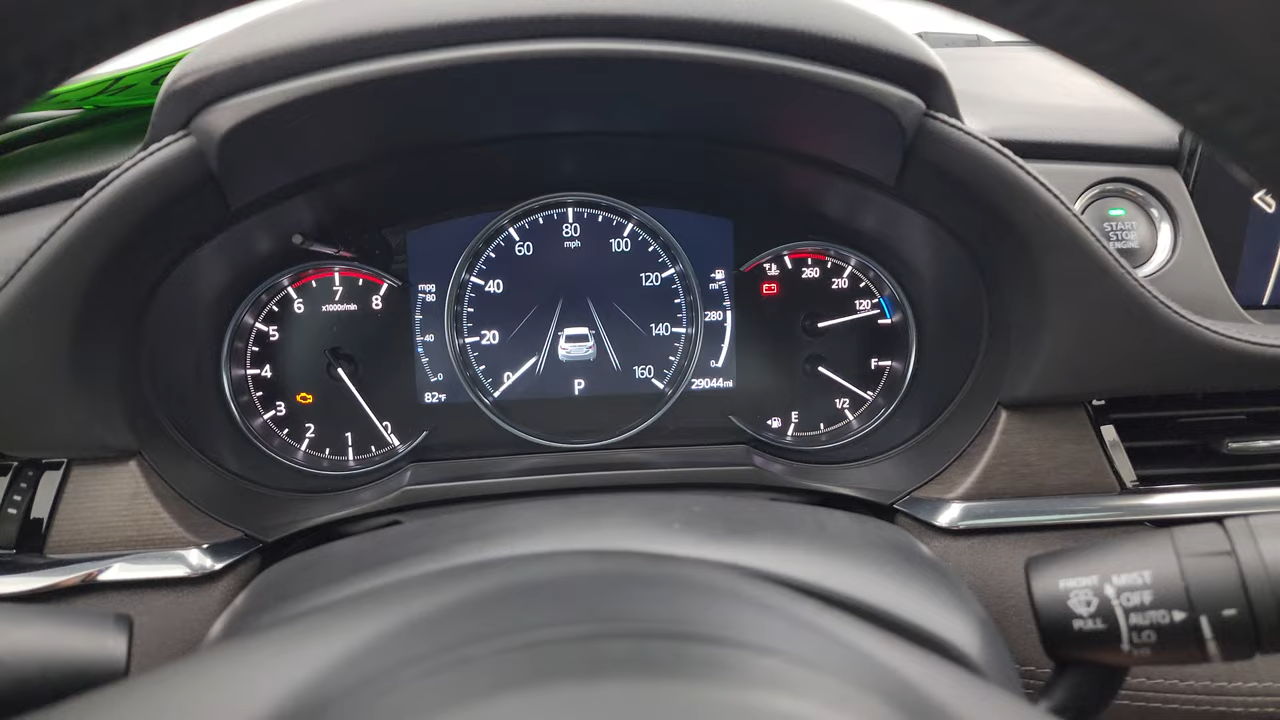 8
7
6
5
4
3
2
1
0
x1000r/min
mpg
80
40
0
82°F
0
20
40
60
80
mph
100
120
140
160
P
mi
280
0
29044mi
260
210
120
F
1/2
E
START
STOP
ENGINE
FRONT
PULL
MIST
OFF
AUTO
LO
HI